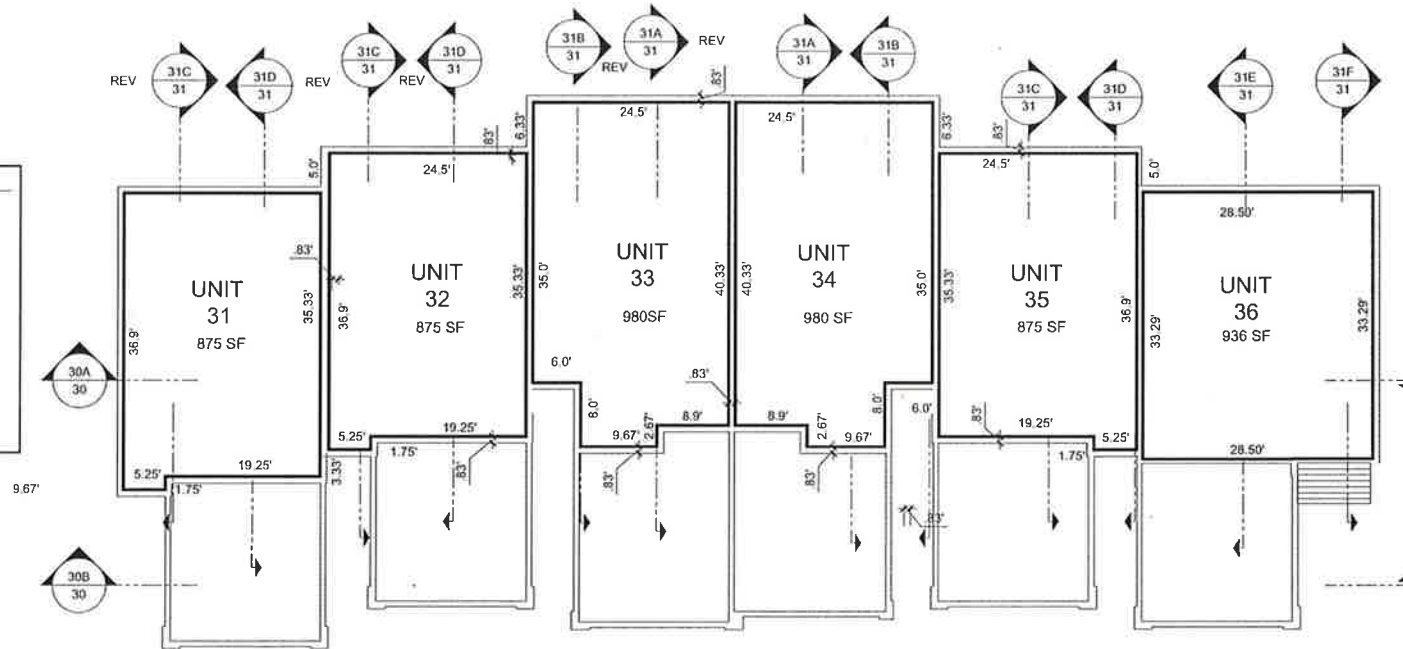 31B
31
REV
31A
31
REV
31A
31
31B
31
REV
31C
31
31D
31
REV
31C
31
REV
31D
31
31C
31
31D
31
31E
31
31F
31
.83'
24.5'
24.5'
6.33'
.83'
24.5'
6.33'
.83'
24.5'
5.0'
5.0'
28.50'
.83'
UNIT
31
875 SF
36.9'
35.33'
UNIT
32
875 SF
36.9'
35.33'
UNIT
33
980SF
35.0'
40.33'
UNIT
34
980 SF
40.33'
35.0'
UNIT
35
875 SF
35.33'
36.9'
UNIT
36
936 SF
33.29'
33.29'
30A
30
6.0'
8.0'
.83'
8.9'
2.67'
9.67'
8.9'
2.67'
9.67'
8.0'
6.0'
.83'
5.25'
19.25'
1.75'
3.33'
5.25'
19.25'
1.75'
.83'
.83'
.83'
19.25'
5.25'
1.75'
28.50'
9.67'
.83'
30B
30